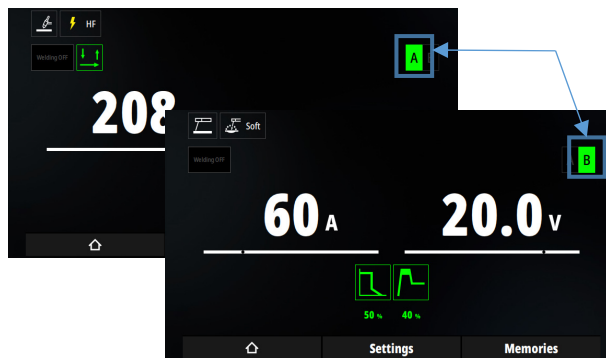 HF
Welding OFF
A
208
Soft
Welding OFF
B
60 A
20.0 V
50 %
40 %
Settings
Memories